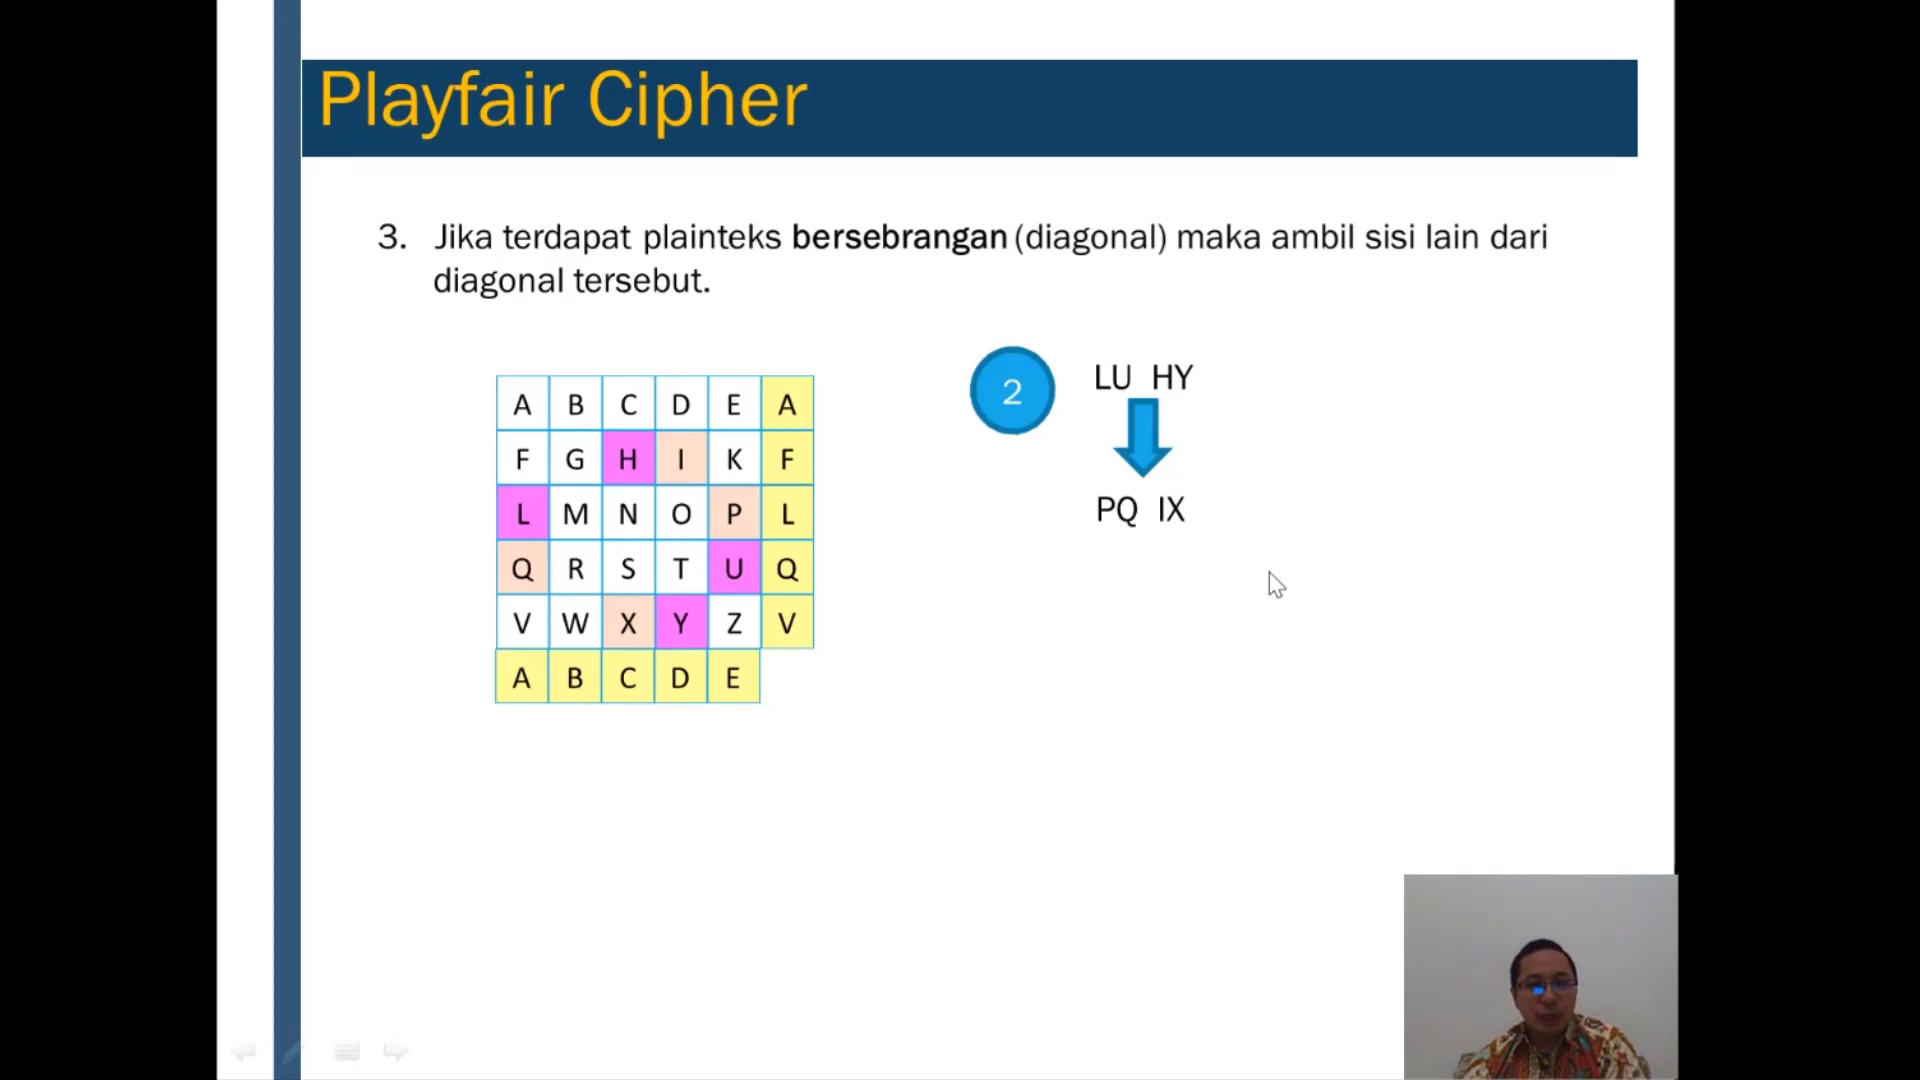 Playfair Cipher
3. Jika terdapat plainteks bersebrangan (diagonal) maka ambil sisi lain dari
diagonal tersebut.
A B C D E A
F G H I K F
L M N O P L
Q R S T U Q
V W X Y Z V
A B C D E
2
LU HY
PQ IX